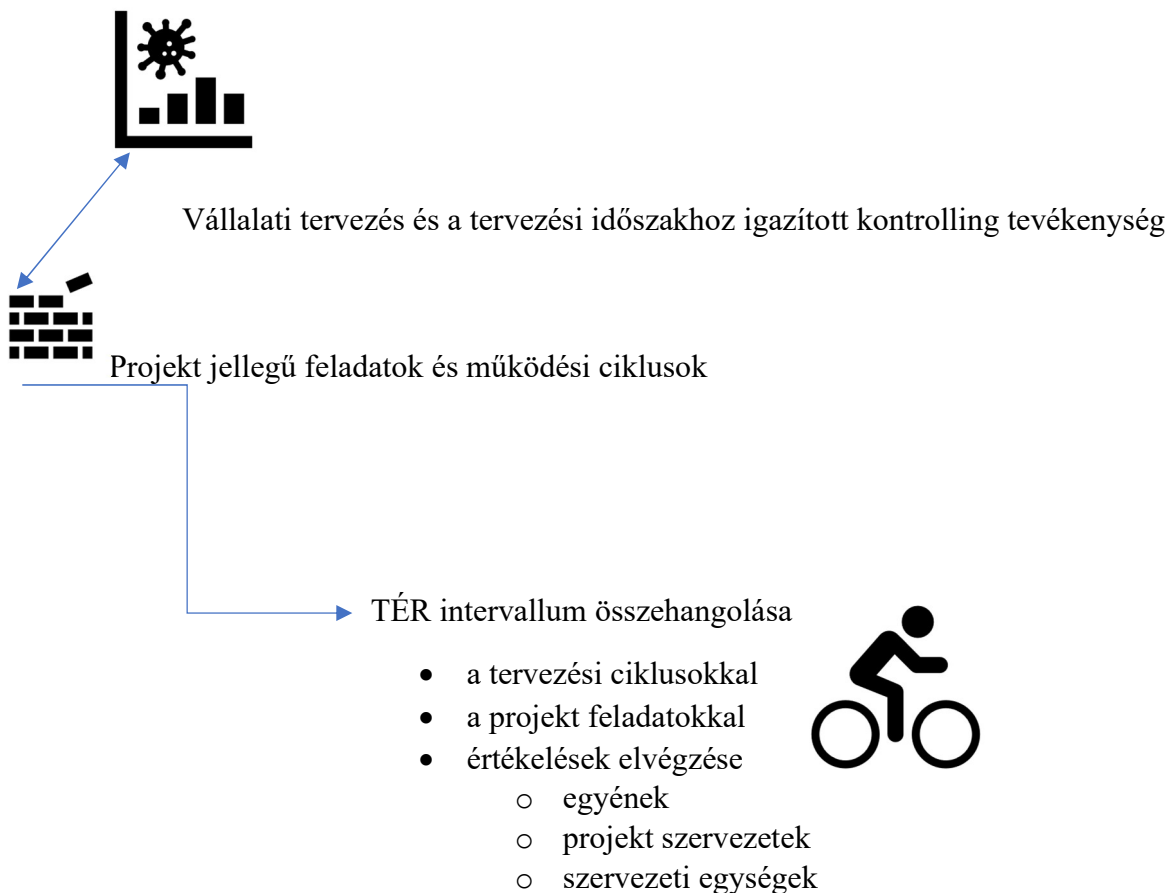 Vállalati tervezés és a tervezési időszakhoz igazított kontrolling tevékenység
Projekt jellegű feladatok és működési ciklusok
TÉR intervallum összehangolása
• a tervezési ciklusokkal
• a projekt feladatokkal
• értékelések elvégzése
o egyének
o projekt szervezetek
o szervezeti egységek